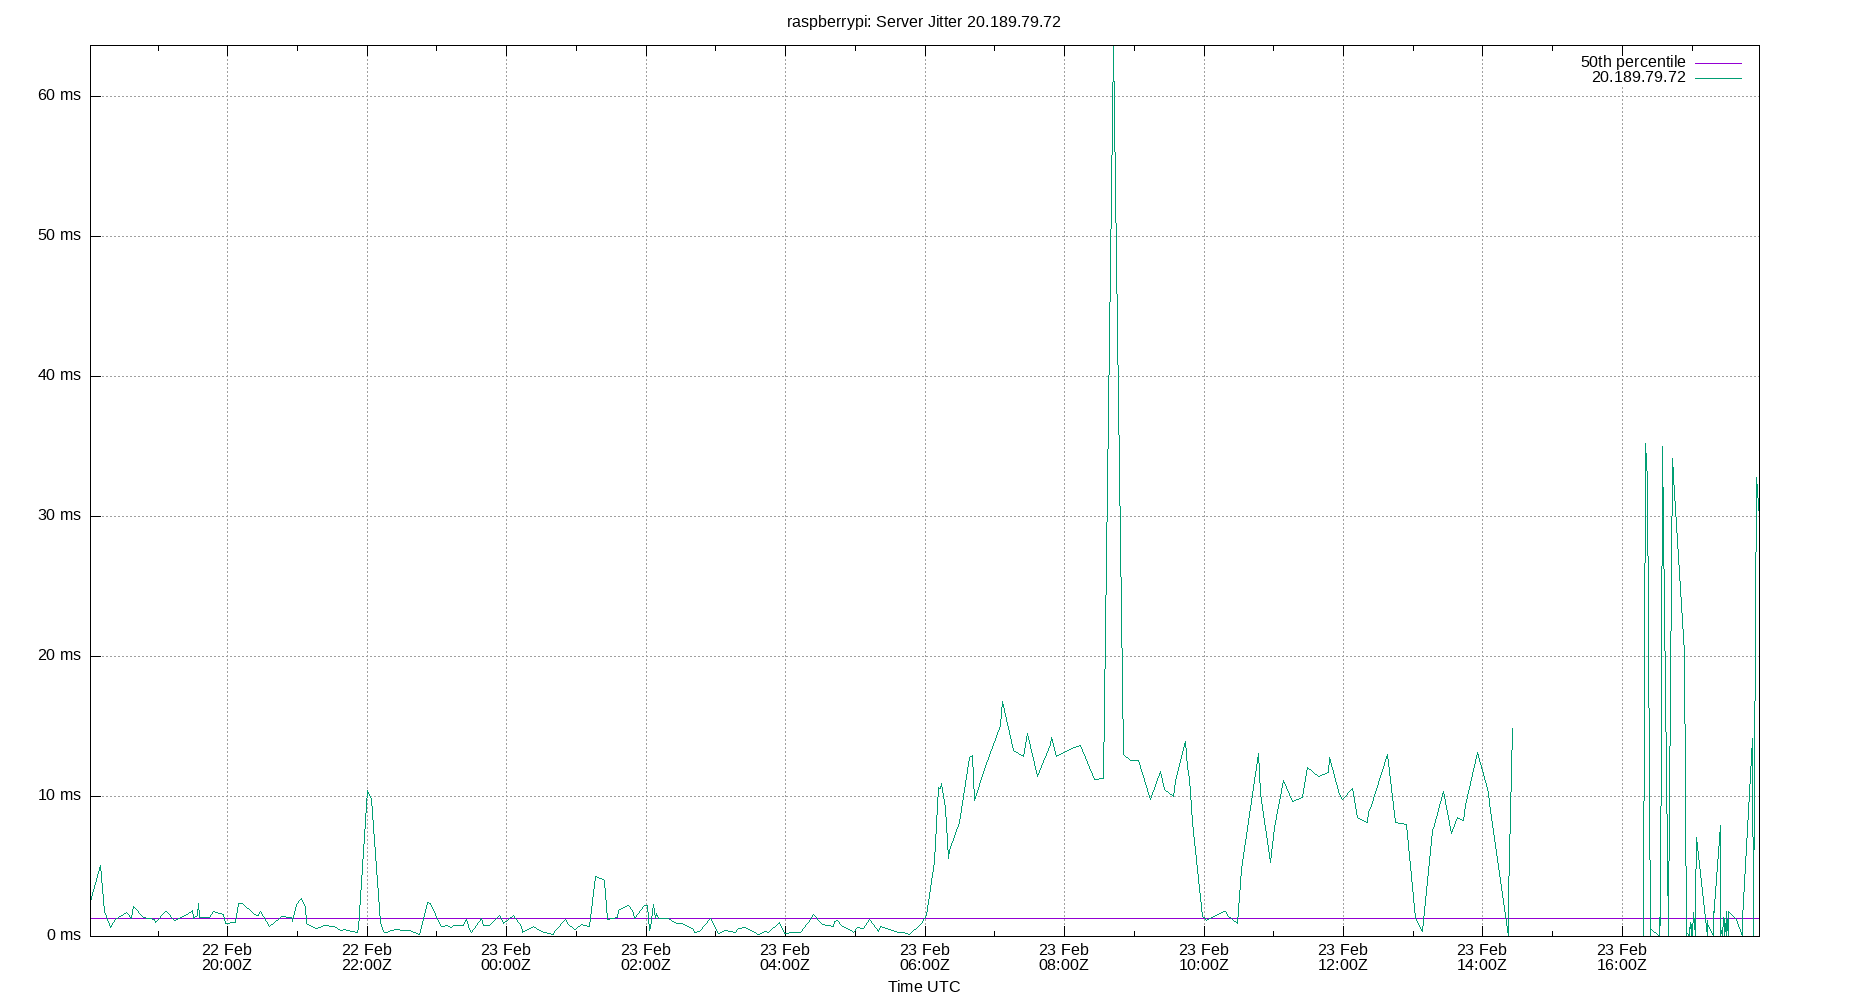 raspberrypi: Server Jitter 20.189.79.72
50th percentile
20.189.79.72
60 ms
50 ms
40 ms
30 ms
20 ms
10 ms
0 ms
22 Feb 20:00Z
22 Feb 22:00Z
23 Feb 00:00Z
23 Feb 02:00Z
23 Feb 04:00Z
23 Feb 06:00Z
23 Feb 08:00Z
23 Feb 10:00Z
23 Feb 12:00Z
23 Feb 14:00Z
23 Feb 16:00Z
Time UTC